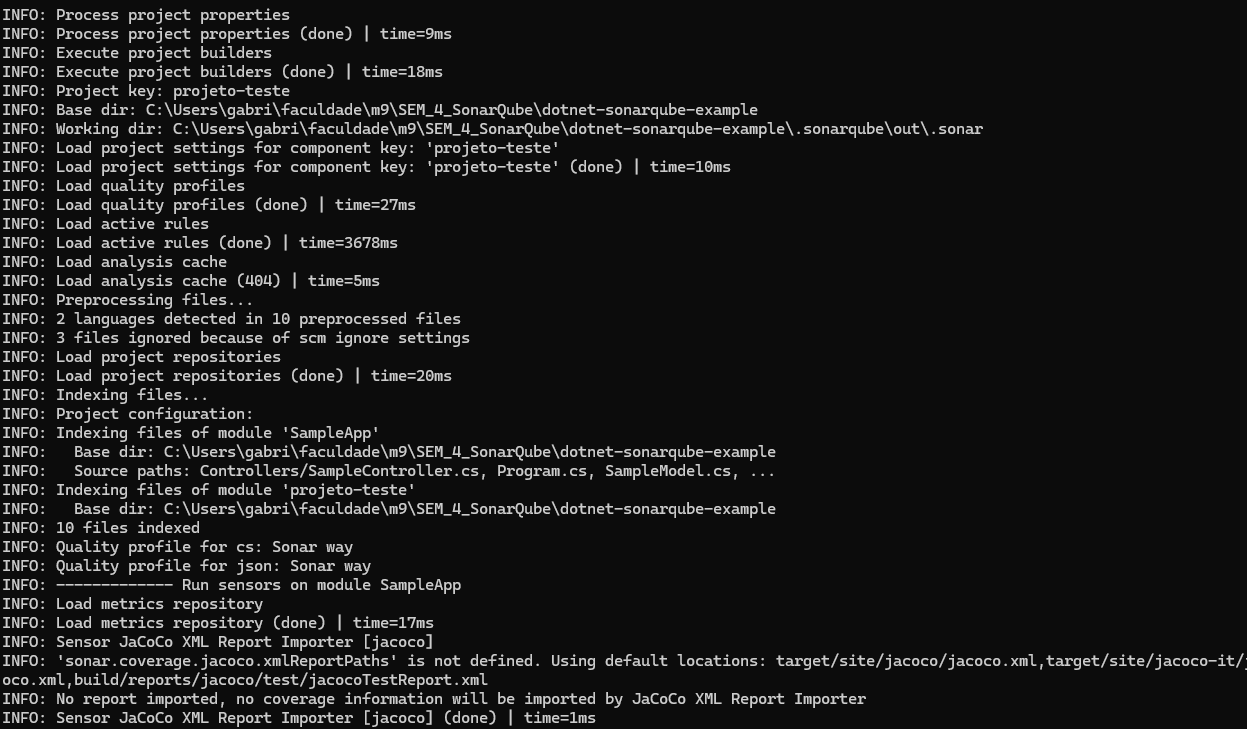 INFO: Process project properties
INFO: Process project properties (done) | time=9ms
INFO: Execute project builders
INFO: Execute project builders (done) | time=18ms
INFO: Project key: projeto-teste
INFO: Base dir: C:\Users\gabri\faculdade\m9\SEM_4_SonarQube\dotnet-sonarqube-example
INFO: Working dir: C:\Users\gabri\faculdade\m9\SEM_4_SonarQube\dotnet-sonarqube-example\.sonarqube\out\.sonar
INFO: Load project settings for component key: 'projeto-teste'
INFO: Load project settings for component key: 'projeto-teste' (done) | time=10ms
INFO: Load quality profiles
INFO: Load quality profiles (done) | time=27ms
INFO: Load active rules
INFO: Load active rules (done) | time=3678ms
INFO: Load analysis cache
INFO: Load analysis cache (404) | time=5ms
INFO: Preprocessing files...
INFO: 2 languages detected in 10 preprocessed files
INFO: 3 files ignored because of scm ignore settings
INFO: Load project repositories
INFO: Load project repositories (done) | time=20ms
INFO: Indexing files...
INFO: Project configuration:
INFO: Indexing files of module 'SampleApp'
INFO:   Base dir: C:\Users\gabri\faculdade\m9\SEM_4_SonarQube\dotnet-sonarqube-example
INFO:   Source paths: Controllers/SampleController.cs, Program.cs, SampleModel.cs, ...
INFO: Indexing files of module 'projeto-teste'
INFO:   Base dir: C:\Users\gabri\faculdade\m9\SEM_4_SonarQube\dotnet-sonarqube-example
INFO: 10 files indexed
INFO: Quality profile for cs: Sonar way
INFO: Quality profile for json: Sonar way
INFO: ------------- Run sensors on module SampleApp
INFO: Load metrics repository
INFO: Load metrics repository (done) | time=17ms
INFO: Sensor JaCoCo XML Report Importer [jacoco]
INFO: 'sonar.coverage.jacoco.xmlReportPaths' is not defined. Using default locations: target/site/jacoco/jacoco.xml,target/site/jacoco-it/j
oco.xml,build/reports/jacoco/test/jacocoTestReport.xml
INFO: No report imported, no coverage information will be imported by JaCoCo XML Report Importer
INFO: Sensor JaCoCo XML Report Importer [jacoco] (done) | time=1ms